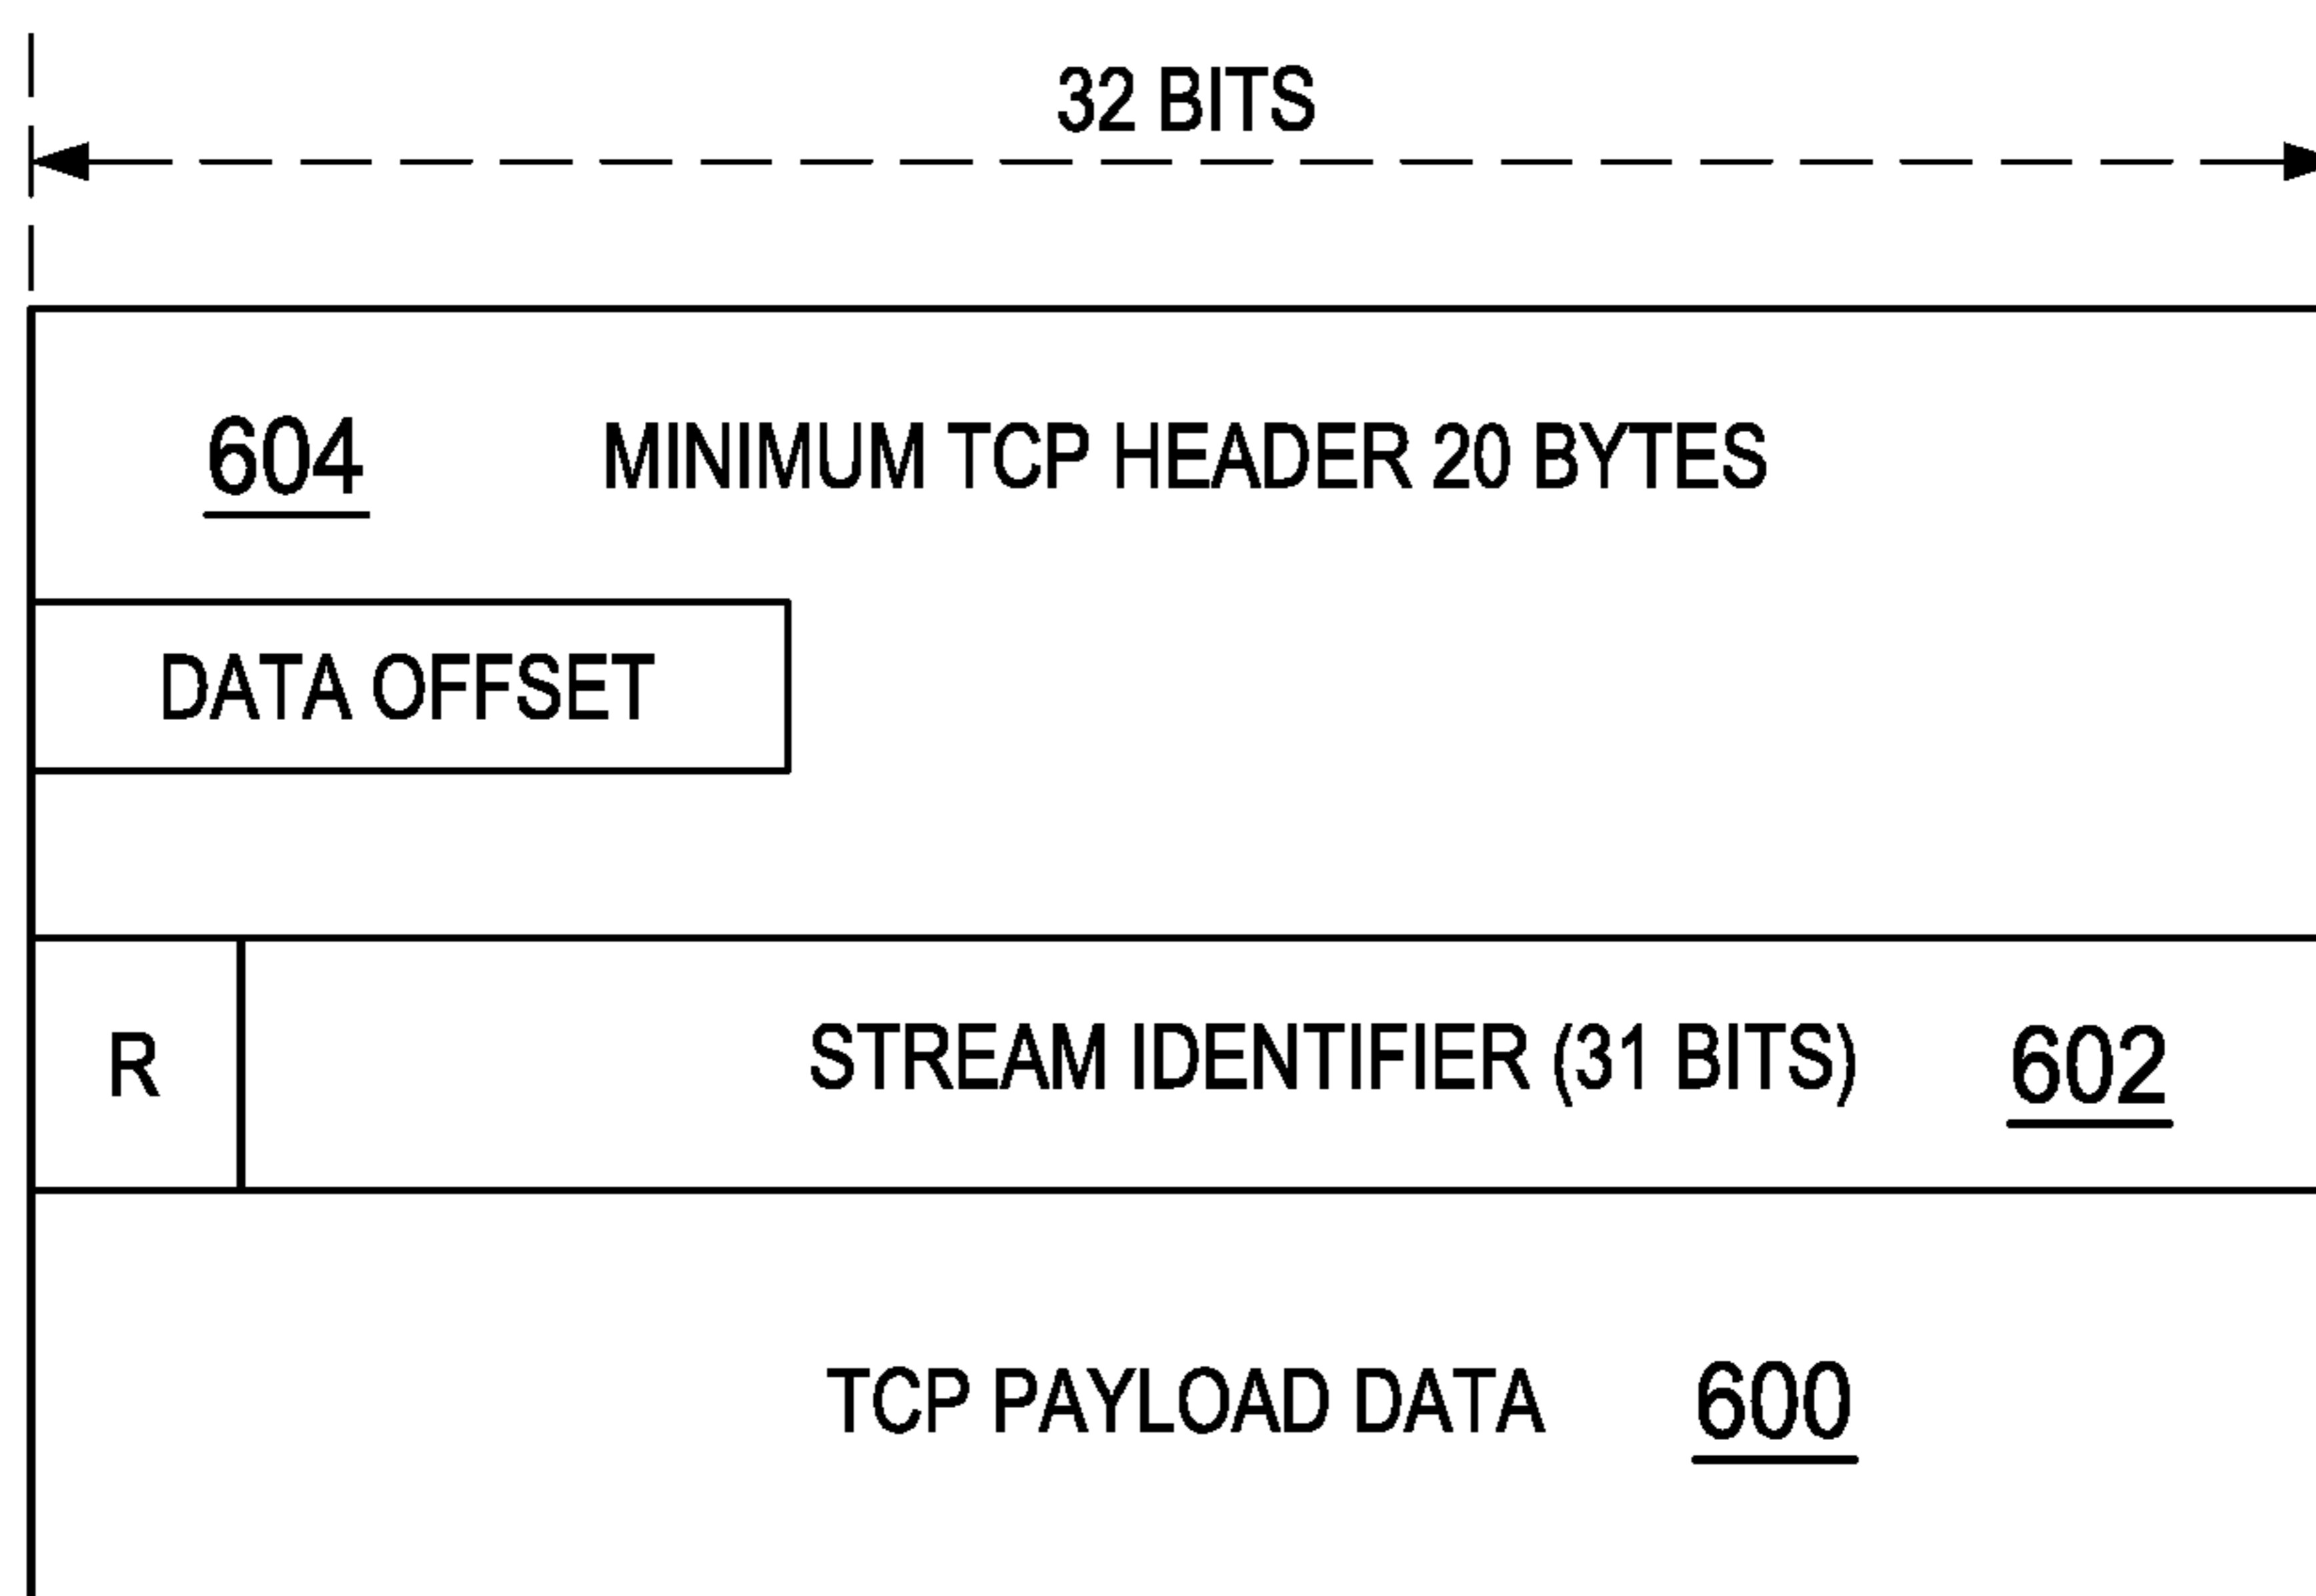 32 BITS
604 MINIMUM TCP HEADER 20 BYTES
DATA OFFSET
R STREAM IDENTIFIER (31 BITS) 602
TCP PAYLOAD DATA 600